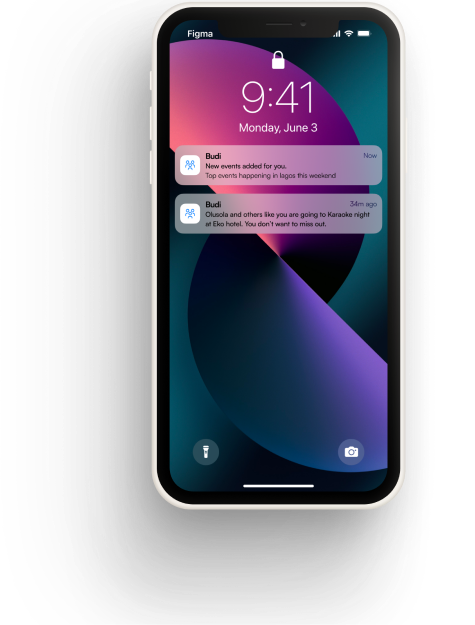 Figma
9:41
Monday, June 3
Budi
Now
New events added for you.
Top events happening in lagos this weekend
Budi
34m ago
Olusola and others like you are going to Karaoke night
at Eko hotel. You don't want to miss out.